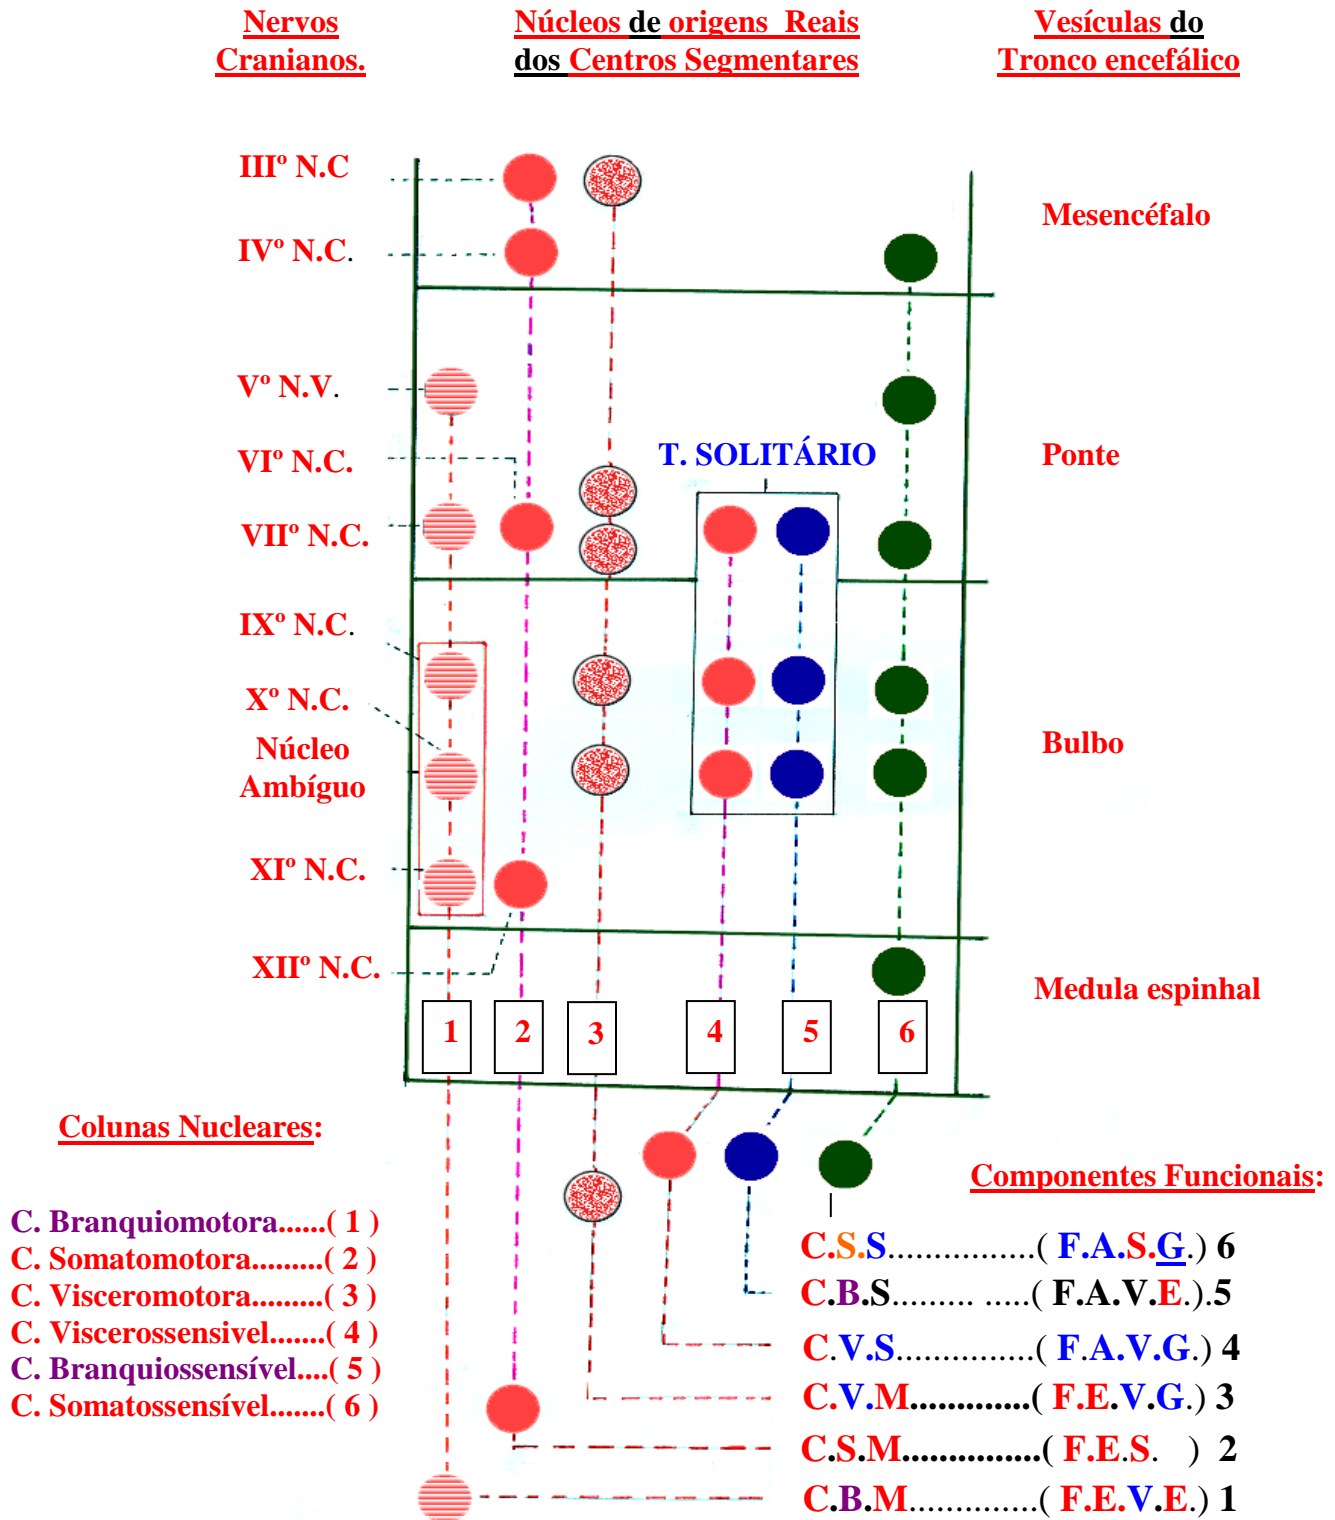 Nervos
Cranianos.
Núcleos de origens Reais
dos Centros Segmentares
Vesículas do
Tronco encefálico
IIIº N.C
Mesencéfalo
IVº N.C.
Vº N.V.
VIº N.C.
T. SOLITÁRIO
Ponte
VIIº N.C.
IXº N.C.
Xº N.C.
Núcleo
Ambíguo
Bulbo
XIº N.C.
XIIº N.C.
Medula espinhal
1 2 3 4 5 6
Colunas Nucleares:
C. Branquiomotora......( 1 )
C. Somatomotora.........( 2 )
C. Visceromotora.........( 3 )
C. Viscerossensivel.......( 4 )
C. Branquiossensível....( 5 )
C. Somatossensível.......( 6 )
Componentes Funcionais:
C.S.S................( F.A.S.G.) 6
C.B.S......... .....( F.A.V.E.).5
C.V.S...............( F.A.V.G.) 4
C.V.M.............( F.E.V.G.) 3
C.S.M...............( F.E.S. ) 2
C.B.M..............( F.E.V.E.) 1